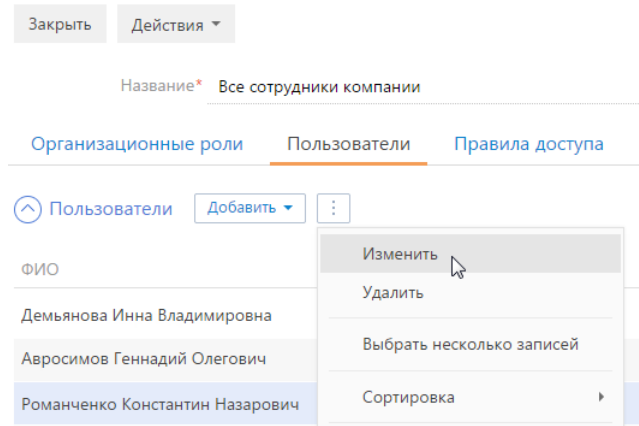 Закрыть Действия
Название* Все сотрудники компании
Организационные роли Пользователи Правила доступа
Пользователи Добавить
Изменить
ФИО
Удалить
Демьянова Инна Владимировна
Выбрать несколько записей
Авросимов Геннадий Олегович
Сортировка
Романченко Константин Назарович